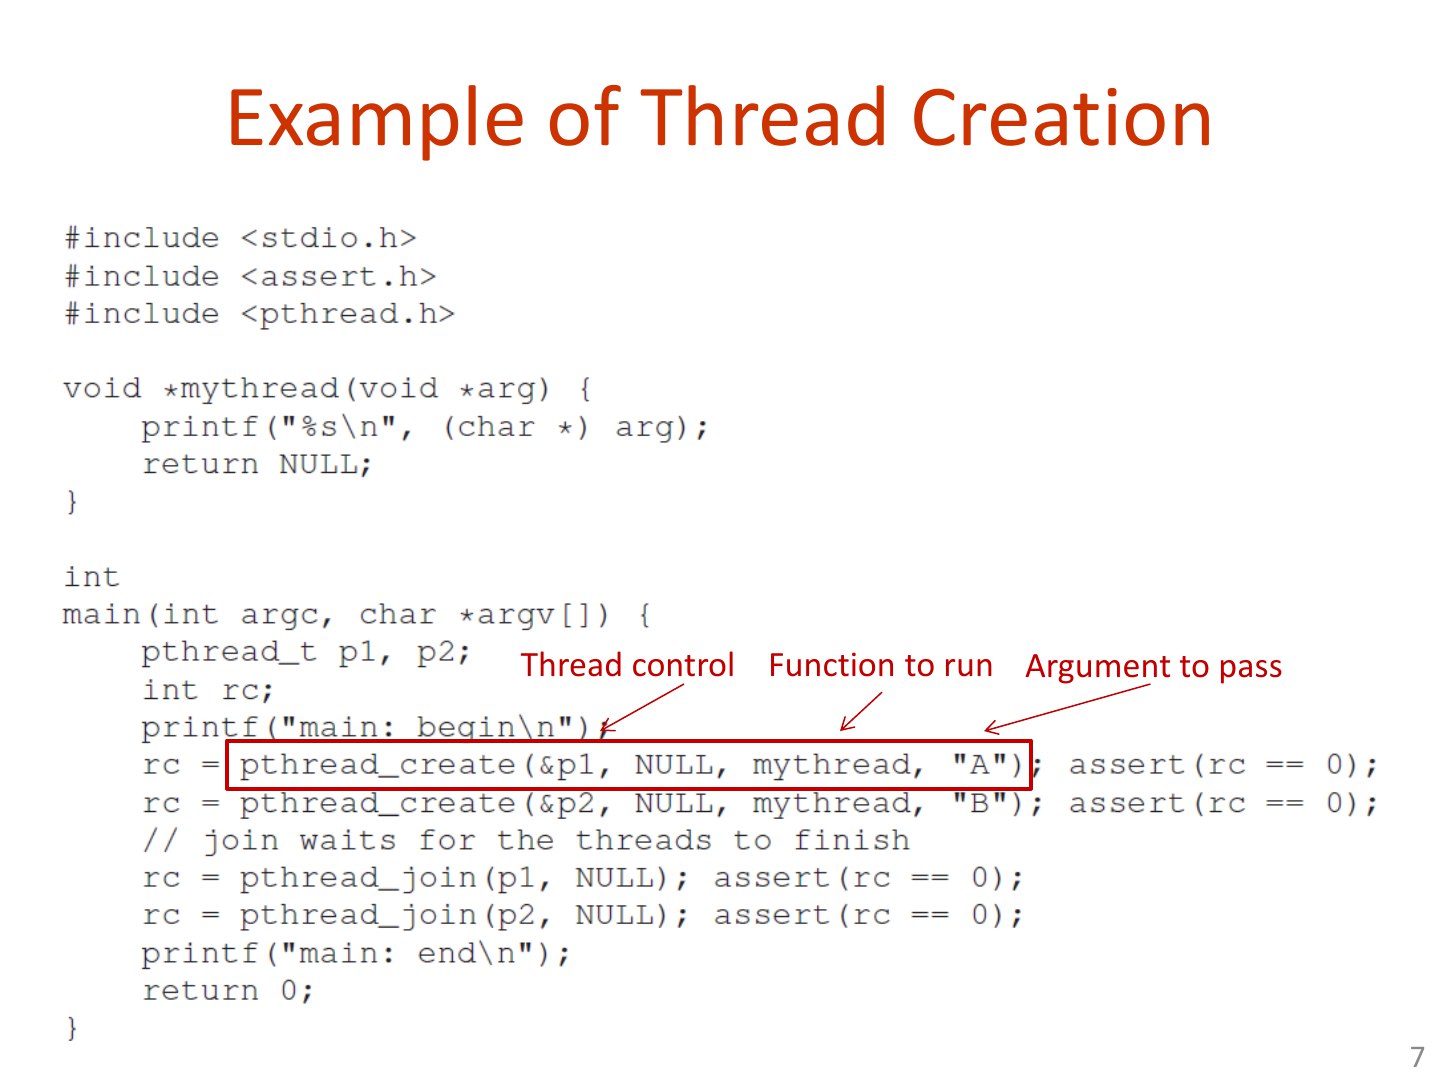 Example of Thread Creation
#include <stdio.h>
#include <assert.h>
#include <pthread.h>
void *mythread(void *arg) {
printf("%s\n", (char *) arg);
return NULL;
}
int
main(int argc, char *argv[]) {
pthread_t p1, p2;
Thread control Function to run Argument to pass
int rc;
printf("main: begin\n");
rc = pthread_create(&p1, NULL, mythread, "A"); assert(rc == 0);
rc = pthread_create(&p2, NULL, mythread, "B"); assert(rc == 0);
// join waits for the threads to finish
rc = pthread_join(p1, NULL); assert(rc == 0);
rc = pthread_join(p2, NULL); assert(rc == 0);
printf("main: end\n");
return 0;
}
7